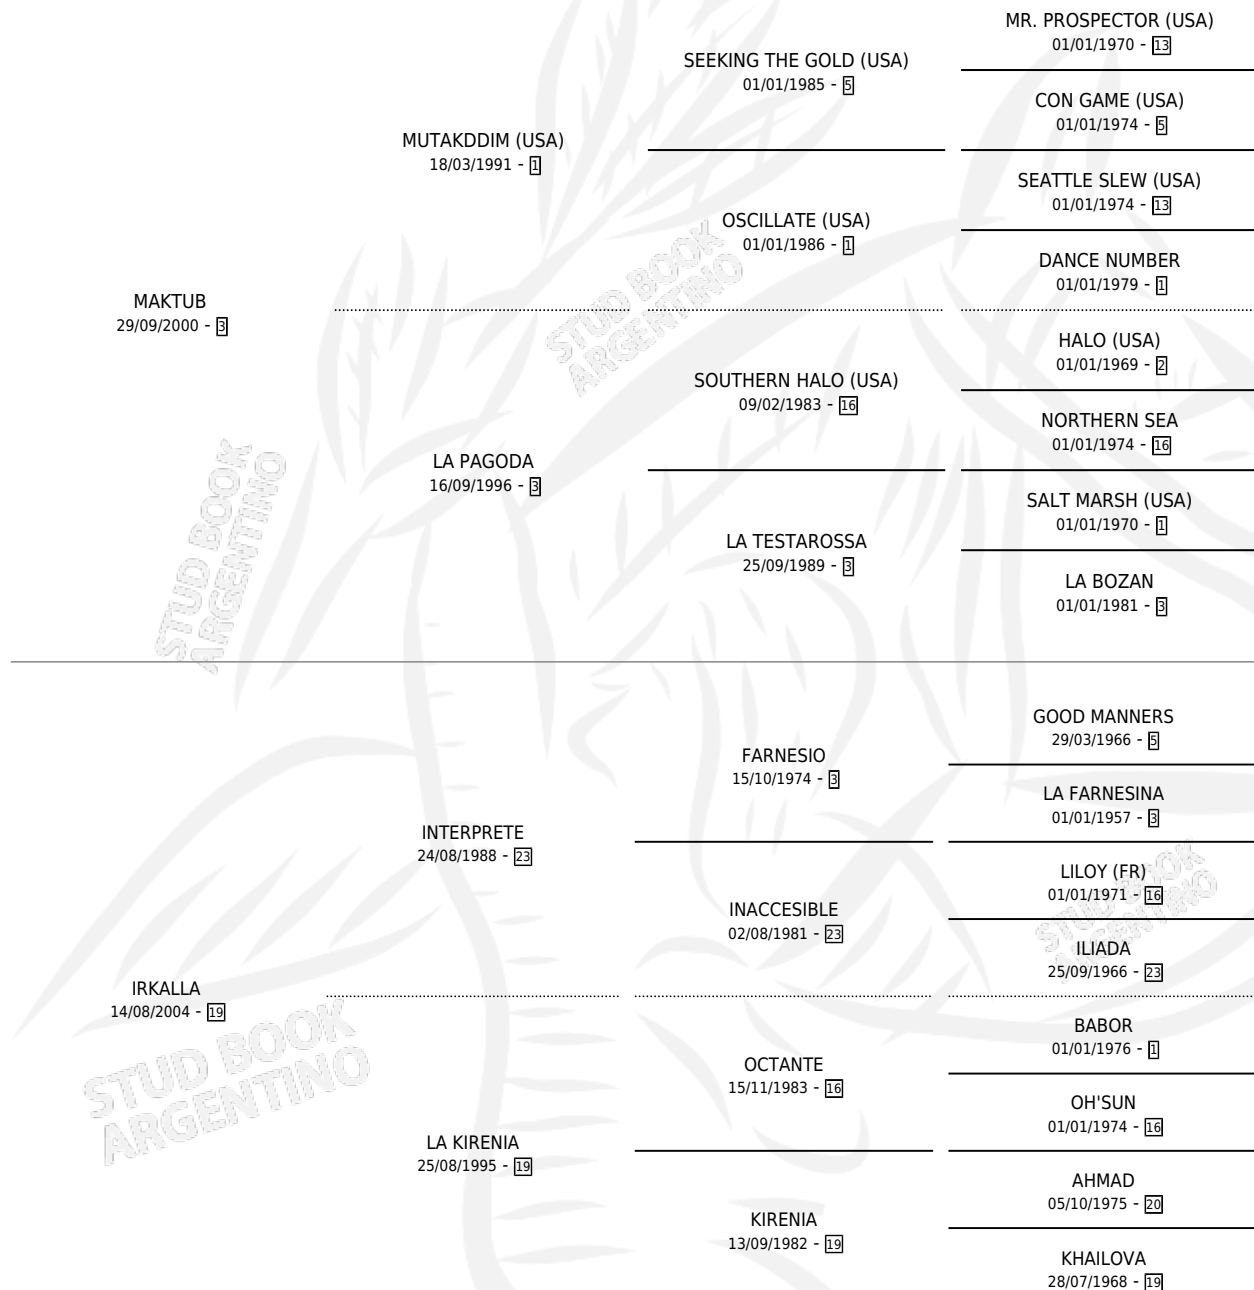 MR. PROSPECTOR (USA)
01/01/1970 - 13
SEEKING THE GOLD (USA)
01/01/1985 - 5
CON GAME (USA)
01/01/1974 - 5
MUTAKDDIM (USA)
18/03/1991 - 1
SEATTLE SLEW (USA)
01/01/1974 - 13
OSCILLATE (USA)
01/01/1986 - 1
DANCE NUMBER
01/01/1979 - 1
MAKTUB
29/09/2000 - 3
HALO (USA)
01/01/1969 - 2
SOUTHERN HALO (USA)
09/02/1983 - 16
NORTHERN SEA
01/01/1974 - 16
LA PAGODA
16/09/1996 - 3
SALT MARSH (USA)
01/01/1970 - 1
LA TESTAROSSA
25/09/1989 - 3
LA BOZAN
01/01/1981 - 3
GOOD MANNERS
29/03/1966 - 5
FARNESIO
15/10/1974 - 3
LA FARNESINA
01/01/1957 - 3
INTERPRETE
24/08/1988 - 23
LILOY (FR)
01/01/1971 - 16
INACCESIBLE
02/08/1981 - 23
ILIADA
25/09/1966 - 23
IRKALLA
14/08/2004 - 19
BABOR
01/01/1976 - 1
OCTANTE
15/11/1983 - 16
OH'SUN
01/01/1974 - 16
LA KIRENIA
25/08/1995 - 19
AHMAD
05/10/1975 - 20
KIRENIA
13/09/1982 - 19
KHAILOVA
28/07/1968 - 19
STUD BOOK
ARGENTINO
STUD BOOK
ARGENTINO
STUD BOOK
ARGENTINO
STUD BOOK
ARGENTINO